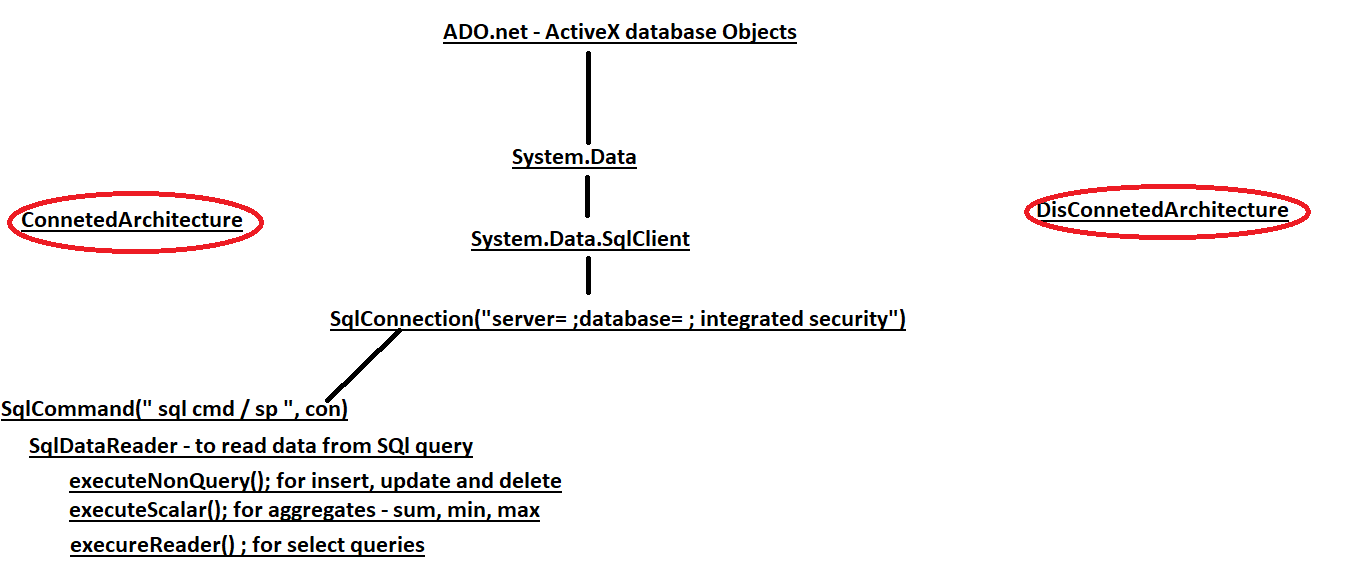 ADO.net - ActiveX database Objects
System.Data
ConnetedArchitecture
DisConnetedArchitecture
System.Data.SqlClient
SqlConnection("server= ;database= ; integrated security")
SqlCommand(" sql cmd / sp ", con)
SqlDataReader - to read data from SQl query
executeNonQuery(); for insert, update and delete
executeScalar(); for aggregates - sum, min, max
execureReader() ; for select queries